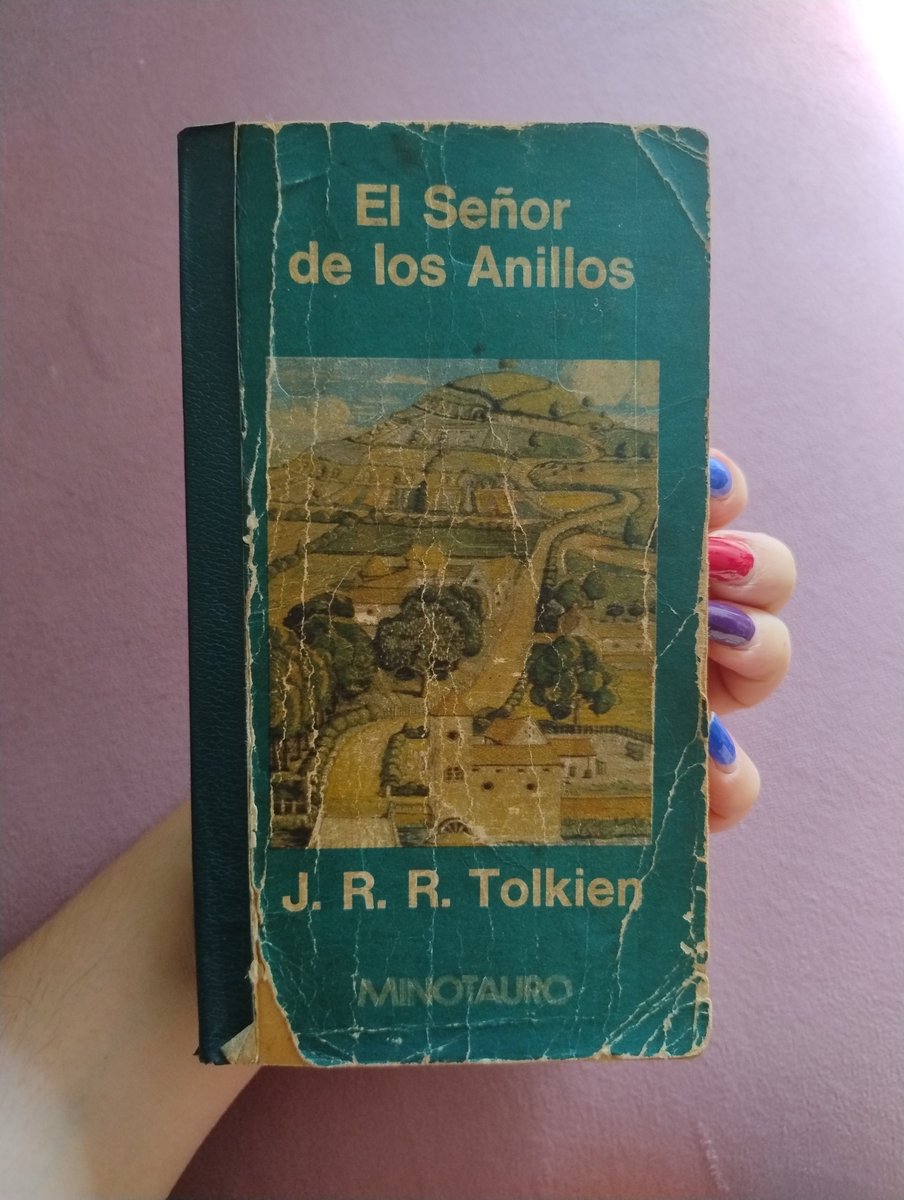 El Señor
de los Anillos
J. R. R. Tolkien
MINOTAURO